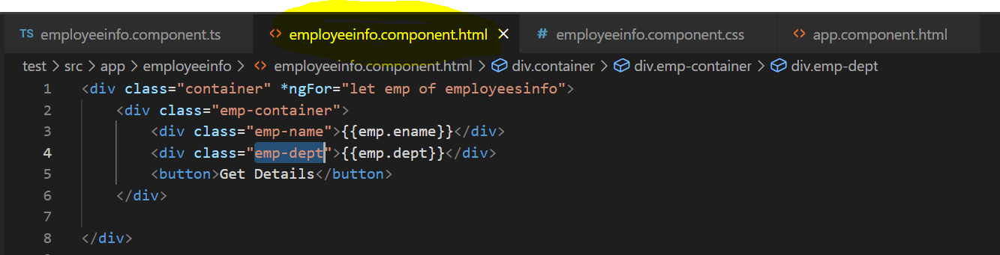 TS employeeinfo.component.ts <> employeeinfo.component.html × # employeeinfo.component.css <> app.component.html
test > src > app > employeeinfo > <> employeeinfo.component.html > div.container > div.emp-container > div.emp-dept
1 <div class="container" *ngFor="let emp of employeesinfo">
2 <div class="emp-container">
3 <div class="emp-name">{{emp.ename}}</div>
4 <div class="emp-dept">{{emp.dept}}</div>
5 <button>Get Details</button>
6 </div>
7
8 </div>